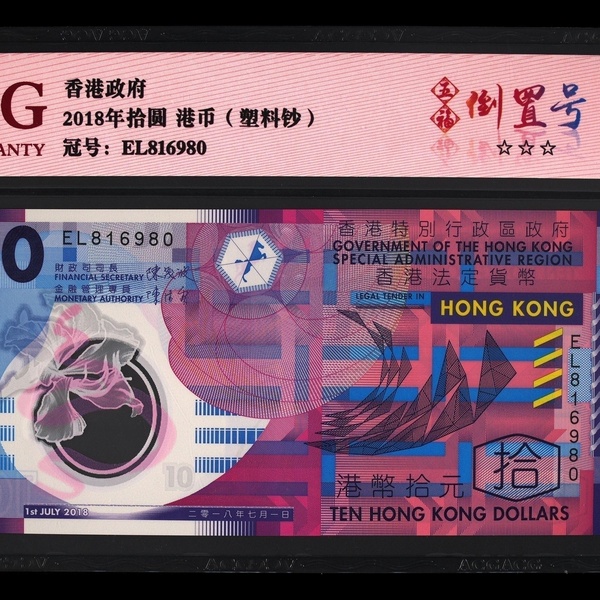 G
ANTY
香港政府
2018年拾圆 港币（塑料钞）
冠号：EL816980
五福
倒置号
☆☆☆
0
EL816980
財政司司長
FINANCIAL SECRETARY
金融管理專員
MONETARY AUTHORITY
香港特別行政區政府
GOVERNMENT OF THE HONG KONG
SPECIAL ADMINISTRATIVE REGION
香港法定貨幣
LEGAL TENDER IN
HONG KONG
EL816980
10
拾
港幣拾元
TEN HONG KONG DOLLARS
1st JULY 2018
二零一八年七月一日